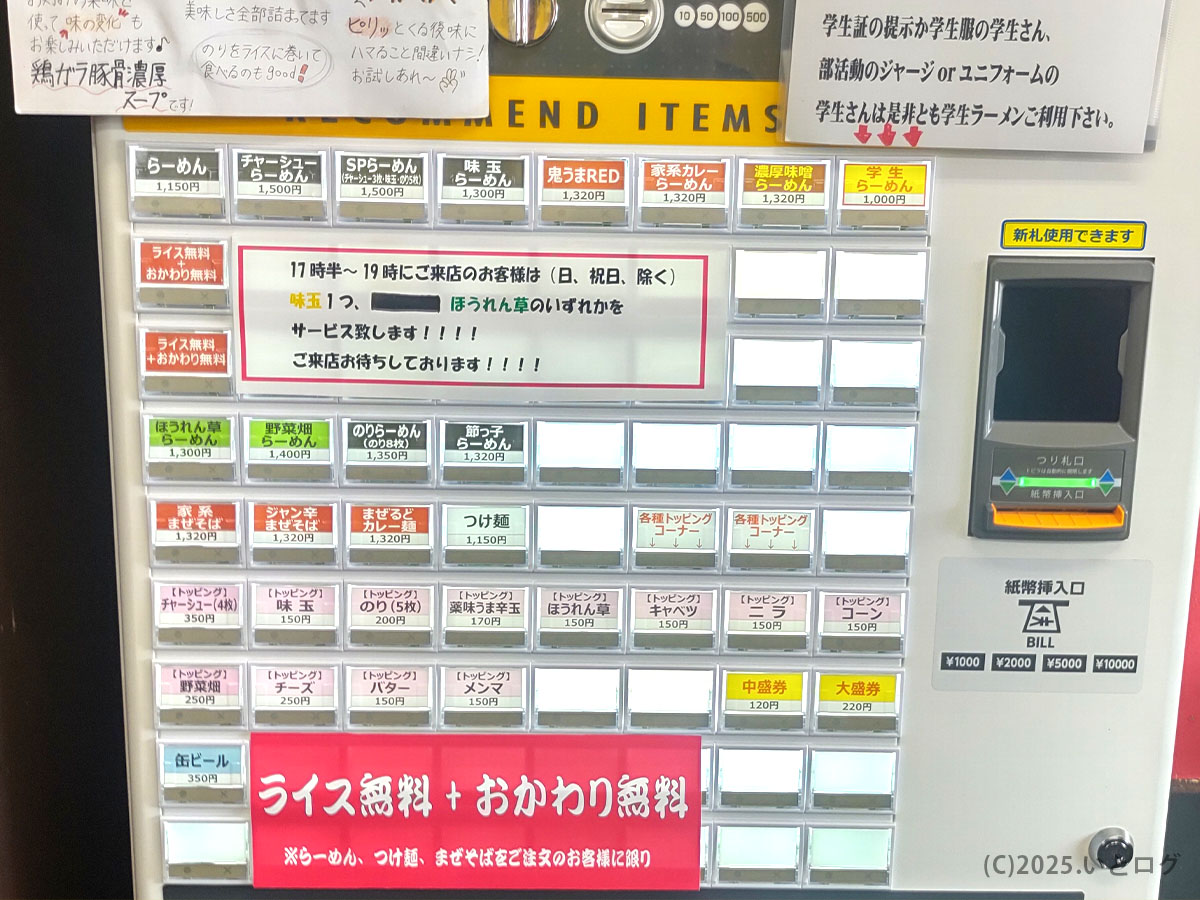 使って"味の変化"も
お楽しみいただけます♪
鶏ガラ豚骨濃厚
スープです!
美味しさ全部詰まってます
のりをライスに巻いて
食べるのもgood!
ピリッとくる後味に
ハマること間違いナシ!
お試しあれ〜
10 50 100 500
学生証の提示か学生服の学生さん、
部活動のジャージorユニフォームの
学生さんは是非とも学生ラーメンご利用下さい。
RECOMMEND ITEMS
らーめん
1,150円
チャーシュー
らーめん
1,500円
SPらーめん
(チャーシュー3枚・味玉・のり5枚)
1,500円
味玉
らーめん
1,300円
鬼うまRED
1,320円
家系カレー
らーめん
1,320円
濃厚味噌
らーめん
1,320円
学生
らーめん
1,000円
新札使用できます
ライス無料
+
おかわり無料
17時半〜19時にご来店のお客様は(日、祝日、除く)
味玉1つ、 ほうれん草のいずれかを
サービス致します!!!!
ご来店お待ちしております!!!!
ライス無料
+おかわり無料
ほうれん草
らーめん
1,300円
野菜畑
らーめん
1,400円
のりらーめん
(のり8枚)
1,350円
節っ子
らーめん
1,320円
つり札口
トビラは自動的に開閉します
紙幣挿入口
家系
まぜそば
1,320円
ジャン辛
まぜそば
1,320円
まぜるど
カレー麺
1,320円
つけ麺
1,150円
各種トッピング
コーナー
↓ ↓ ↓
各種トッピング
コーナー
↓ ↓ ↓
紙幣挿入口
BILL
¥1000 ¥2000 ¥5000 ¥10000
【トッピング】
チャーシュー(4枚)
350円
【トッピング】
味玉
150円
【トッピング】
のり(5枚)
200円
【トッピング】
薬味うま辛玉
170円
【トッピング】
ほうれん草
150円
【トッピング】
キャベツ
150円
【トッピング】
ニラ
150円
【トッピング】
コーン
150円
【トッピング】
野菜畑
250円
【トッピング】
チーズ
250円
【トッピング】
バター
150円
【トッピング】
メンマ
150円
中盛券
120円
大盛券
220円
缶ビール
350円
ライス無料+おかわり無料
※らーめん、つけ麺、まぜそばをご注文のお客様に限り
(C)2025.いとログ